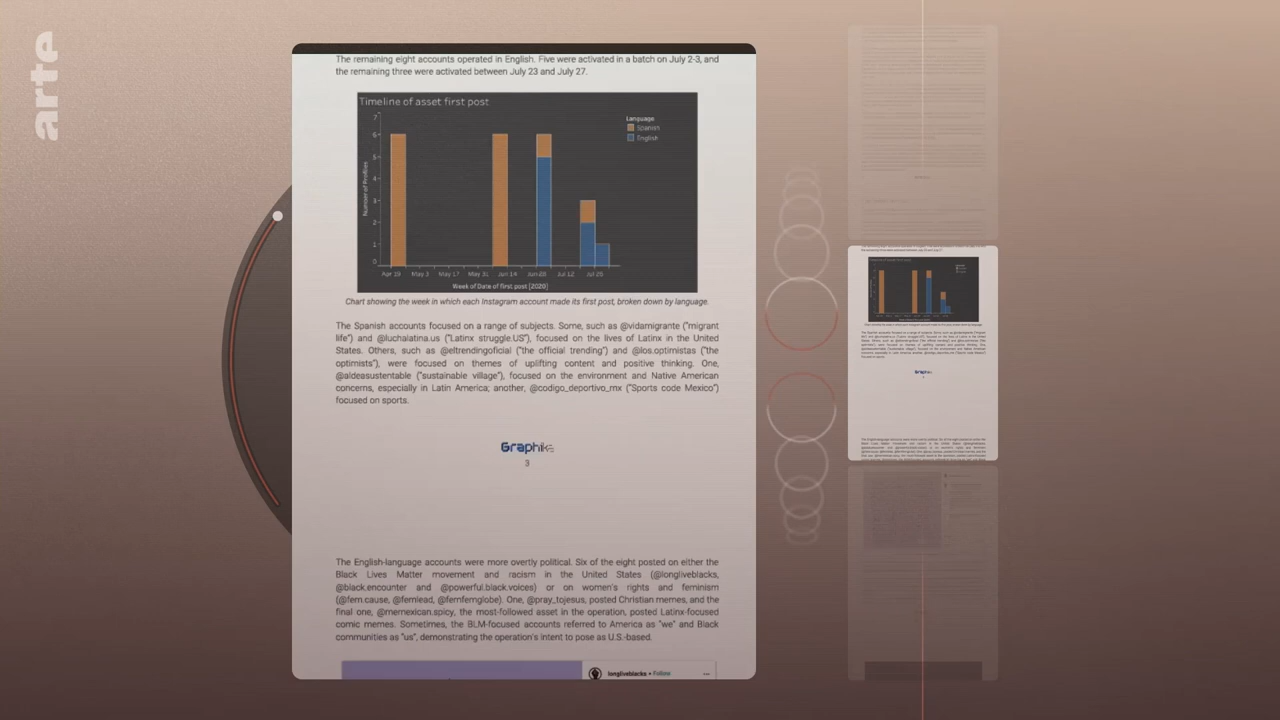 arte
The remaining eight accounts operated in English. Five were activated in a batch on July 2-3, and
the remaining three were activated between July 23 and July 27.
Timeline of asset first post
Language
Spanish
English
7
6
5
4
3
2
1
0
Number of Profiles
Apr 19 May 3 May 17 May 31 Jun 14 Jun 28 Jul 12 Jul 26
Week of Date of first post [2020]
Chart showing the week in which each Instagram account made its first post, broken down by language.
The Spanish accounts focused on a range of subjects. Some, such as @vidamigrante ("migrant
life") and @luchalatina.us ("Latinx struggle.US"), focused on the lives of Latinx in the United
States. Others, such as @eltrendingoficial ("the official trending") and @los.optimistas ("the
optimists"), were focused on themes of uplifting content and positive thinking. One,
@aldeasustentable ("sustainable village"), focused on the environment and Native American
concerns, especially in Latin America; another, @codigo_deportivo_mx ("Sports code Mexico")
focused on sports.
Graphika
3
The English-language accounts were more overtly political. Six of the eight posted on either the
Black Lives Matter movement and racism in the United States (@longliveblacks,
@black.encounter and @powerful.black.voices) or on women's rights and feminism
(@fem.cause, @femlead, @femfemglobe). One, @pray_tojesus, posted Christian memes, and the
final one, @memexican.spicy, the most-followed asset in the operation, posted Latinx-focused
comic memes. Sometimes, the BLM-focused accounts referred to America as "we" and Black
communities as "us", demonstrating the operation's intent to pose as U.S.-based.
longliveblacks • Follow